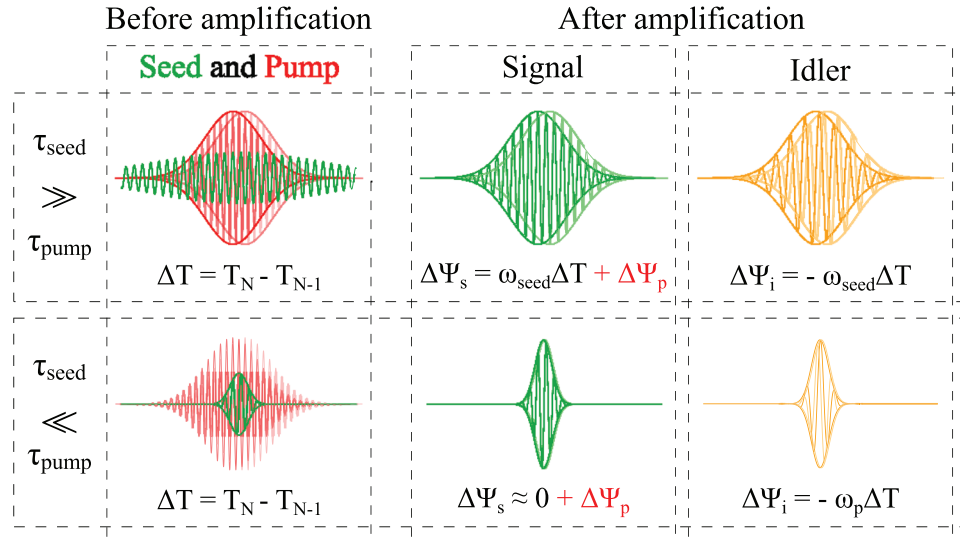 Before amplification
After amplification
Seed and Pump
Signal
Idler
τseed
≫
τpump
ΔT = TN - TN-1
ΔΨs = ωseedΔT + ΔΨp
ΔΨi = - ωseedΔT
τseed
≪
τpump
ΔT = TN - TN-1
ΔΨs ≈ 0 + ΔΨp
ΔΨi = - ωpΔT